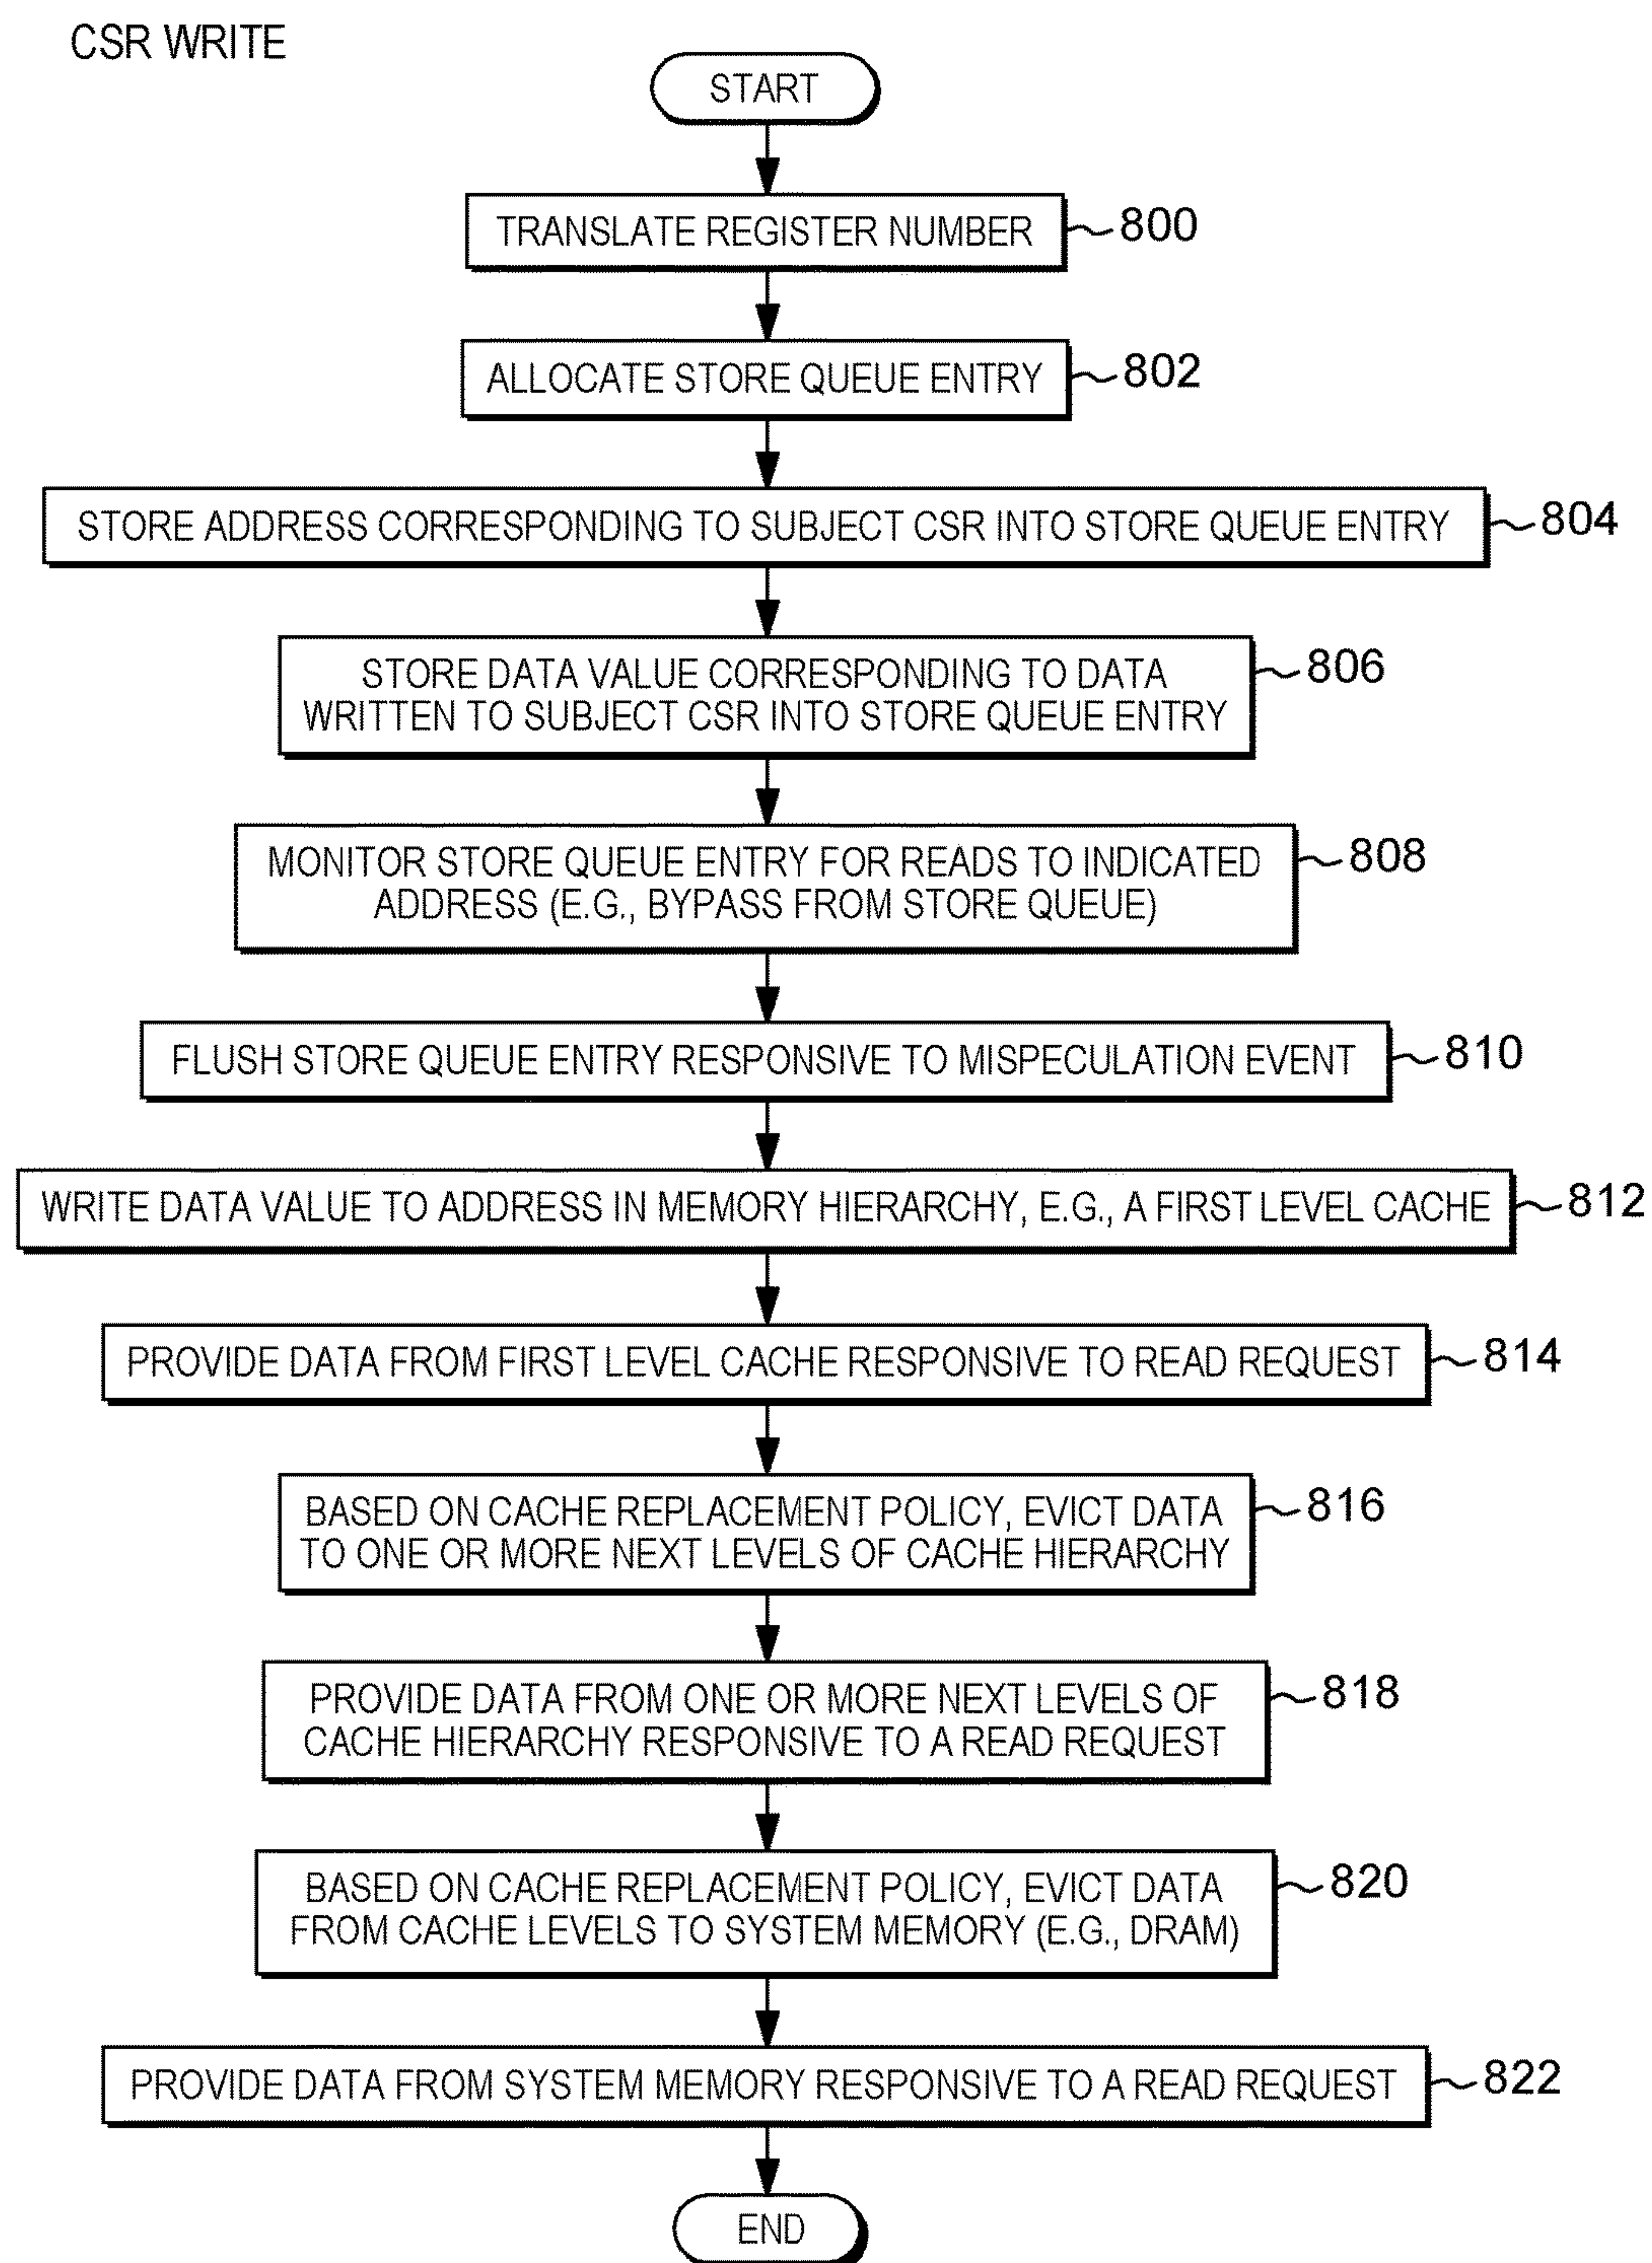 CSR WRITE
START
TRANSLATE REGISTER NUMBER
800
ALLOCATE STORE QUEUE ENTRY
802
STORE ADDRESS CORRESPONDING TO SUBJECT CSR INTO STORE QUEUE ENTRY
804
STORE DATA VALUE CORRESPONDING TO DATA
WRITTEN TO SUBJECT CSR INTO STORE QUEUE ENTRY
806
MONITOR STORE QUEUE ENTRY FOR READS TO INDICATED
ADDRESS (E.G., BYPASS FROM STORE QUEUE)
808
FLUSH STORE QUEUE ENTRY RESPONSIVE TO MISPECULATION EVENT
810
WRITE DATA VALUE TO ADDRESS IN MEMORY HIERARCHY, E.G., A FIRST LEVEL CACHE
812
PROVIDE DATA FROM FIRST LEVEL CACHE RESPONSIVE TO READ REQUEST
814
BASED ON CACHE REPLACEMENT POLICY, EVICT DATA
TO ONE OR MORE NEXT LEVELS OF CACHE HIERARCHY
816
PROVIDE DATA FROM ONE OR MORE NEXT LEVELS OF
CACHE HIERARCHY RESPONSIVE TO A READ REQUEST
818
BASED ON CACHE REPLACEMENT POLICY, EVICT DATA
FROM CACHE LEVELS TO SYSTEM MEMORY (E.G., DRAM)
820
PROVIDE DATA FROM SYSTEM MEMORY RESPONSIVE TO A READ REQUEST
822
END